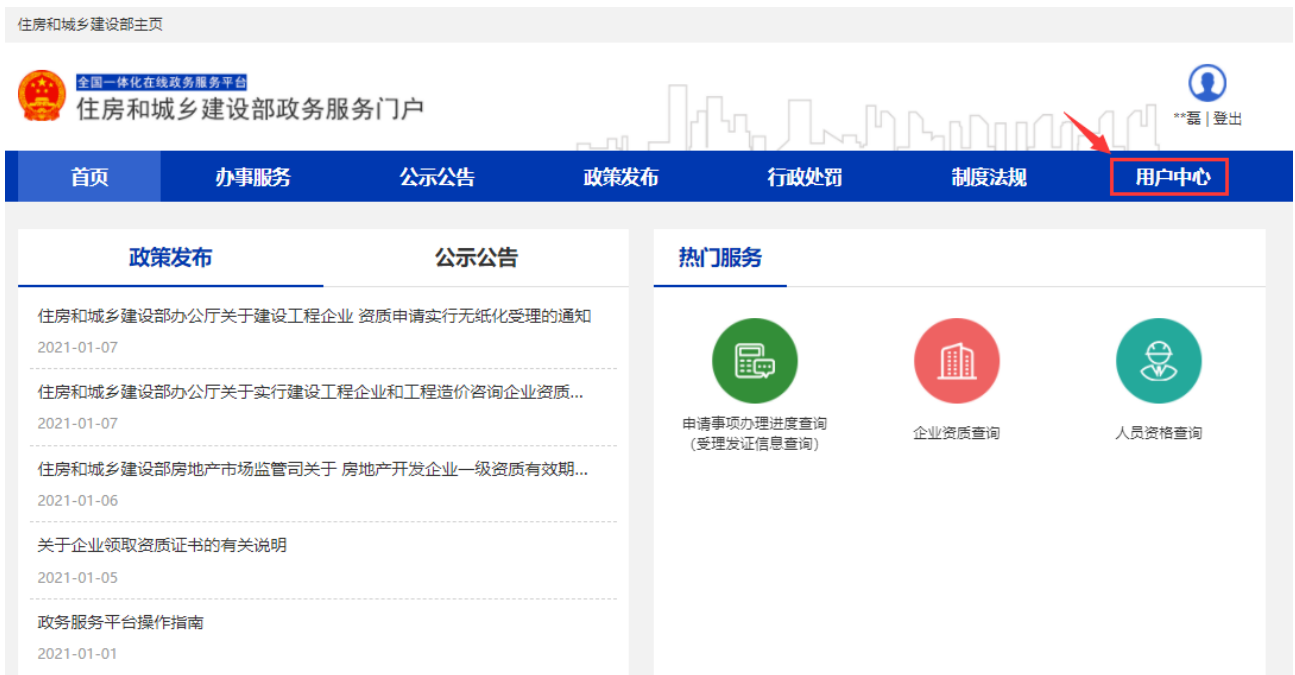 住房和城乡建设部主页
全国一体化在线政务服务平台
住房和城乡建设部政务服务门户
**磊 | 登出
首页 办事服务 公示公告 政策发布 行政处罚 制度法规 用户中心
政策发布 公示公告
住房和城乡建设部办公厅关于建设工程企业 资质申请实行无纸化受理的通知
2021-01-07
住房和城乡建设部办公厅关于实行建设工程企业和工程造价咨询企业资质...
2021-01-07
住房和城乡建设部房地产市场监管司关于 房地产开发企业一级资质有效期...
2021-01-06
关于企业领取资质证书的有关说明
2021-01-05
政务服务平台操作指南
2021-01-01
热门服务
申请事项办理进度查询
(受理发证信息查询)
企业资质查询
人员资格查询